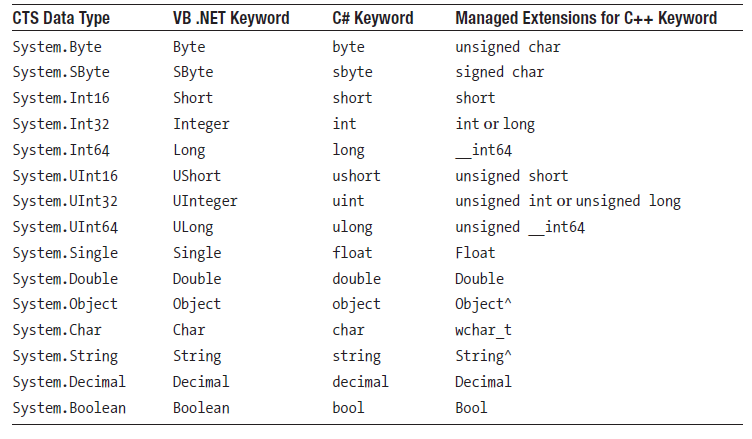 CTS Data Type VB .NET Keyword C# Keyword Managed Extensions for C++ Keyword
System.Byte Byte byte unsigned char
System.SByte SByte sbyte signed char
System.Int16 Short short short
System.Int32 Integer int int or long
System.Int64 Long long __int64
System.UInt16 UShort ushort unsigned short
System.UInt32 UInteger uint unsigned int or unsigned long
System.UInt64 ULong ulong unsigned __int64
System.Single Single float Float
System.Double Double double Double
System.Object Object object Object^
System.Char Char char wchar_t
System.String String string String^
System.Decimal Decimal decimal Decimal
System.Boolean Boolean bool Bool